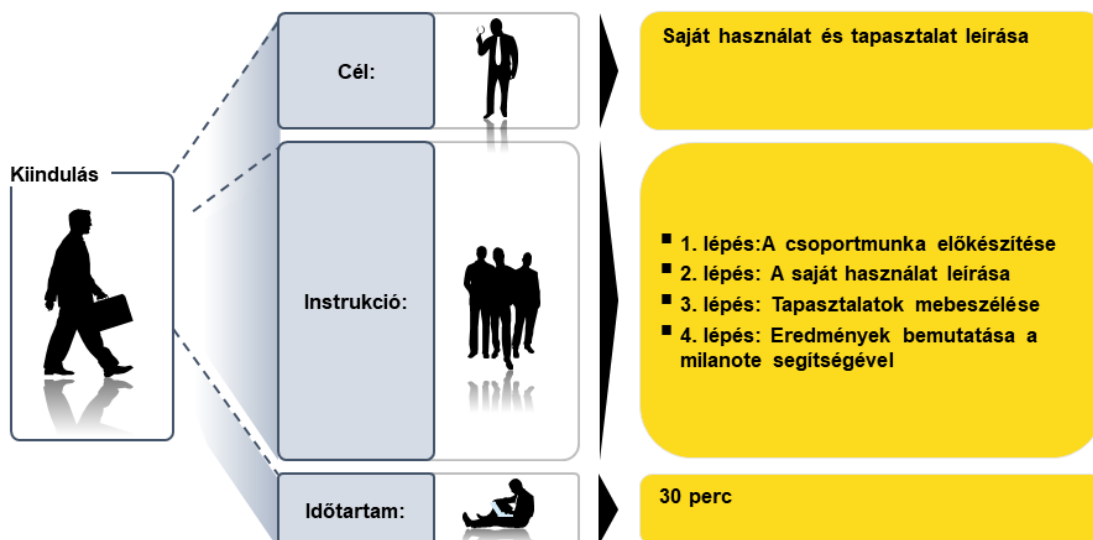 Kiindulás
Cél:
Saját használat és tapasztalat leírása
Instrukció:
▪ 1. lépés:A csoportmunka előkészítése
▪ 2. lépés: A saját használat leírása
▪ 3. lépés: Tapasztalatok mebeszélése
▪ 4. lépés: Eredmények bemutatása a
milanote segítségével
Időtartam:
30 perc